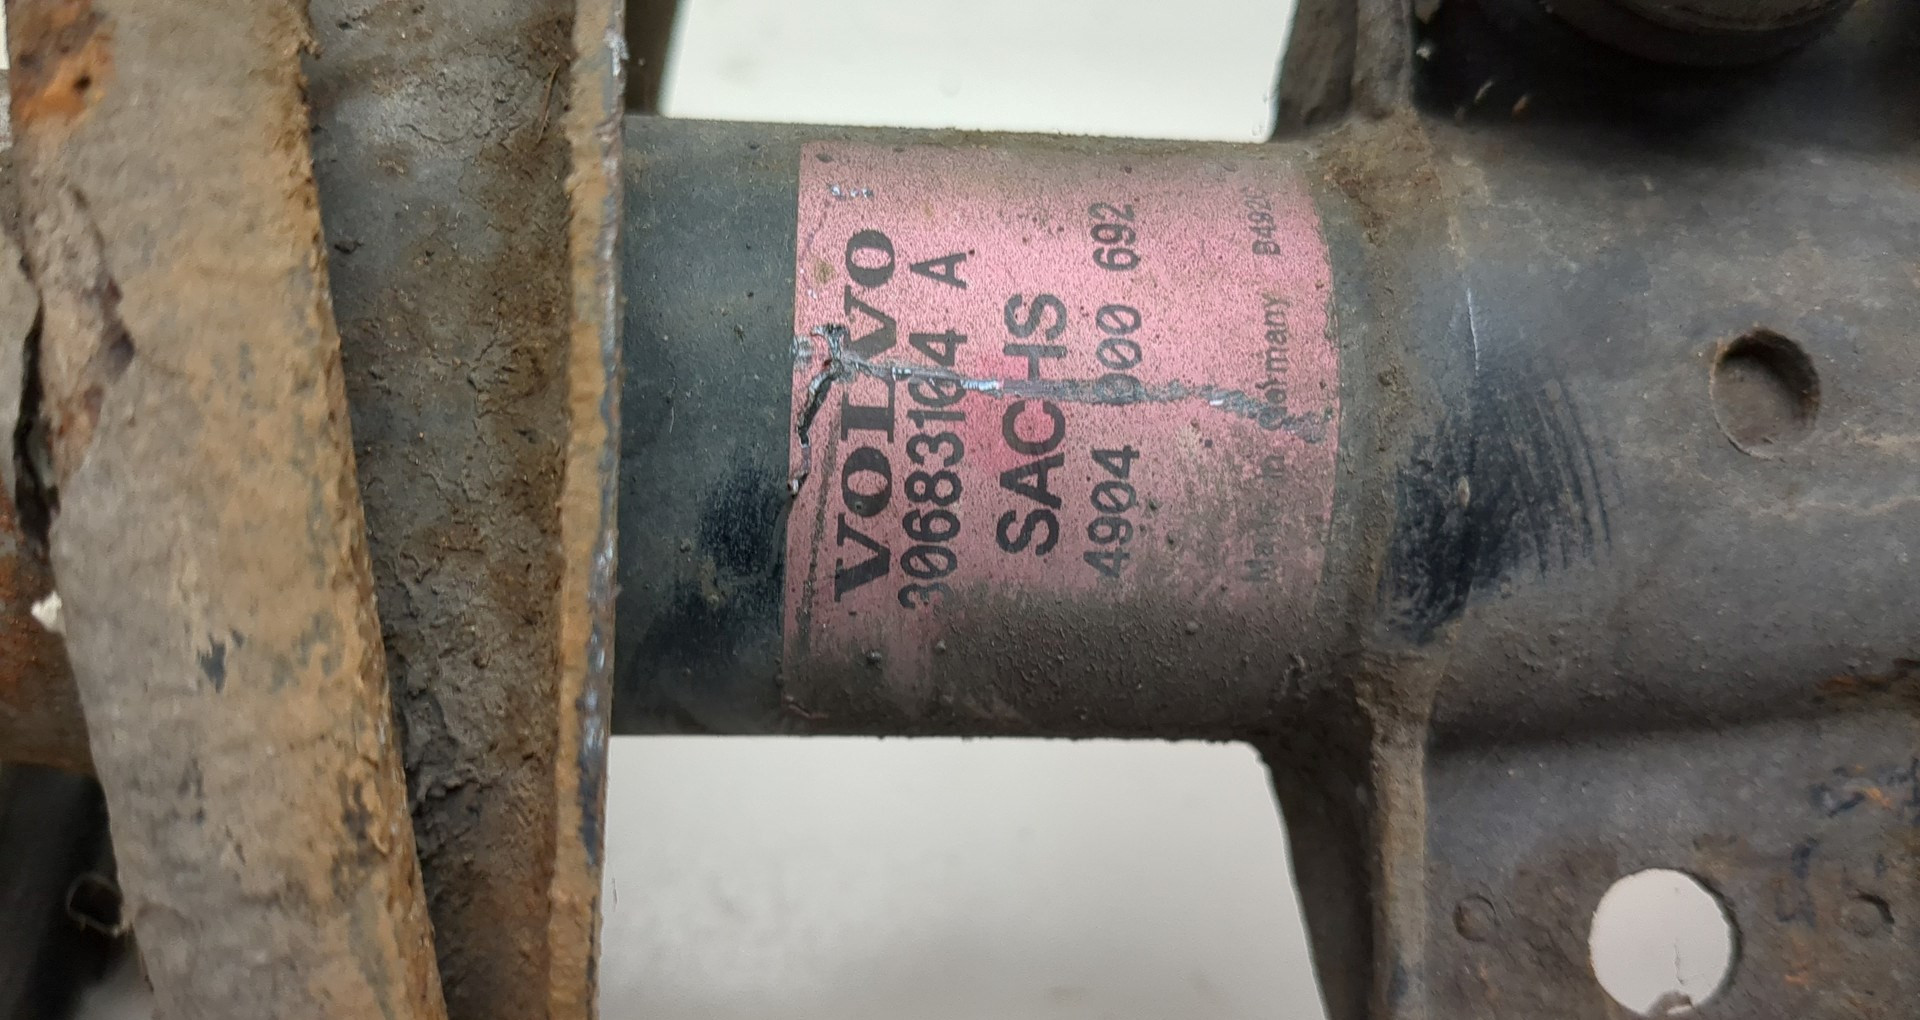 VOLVO
30683104 A
SACHS
4904 000 692
Made in Germany